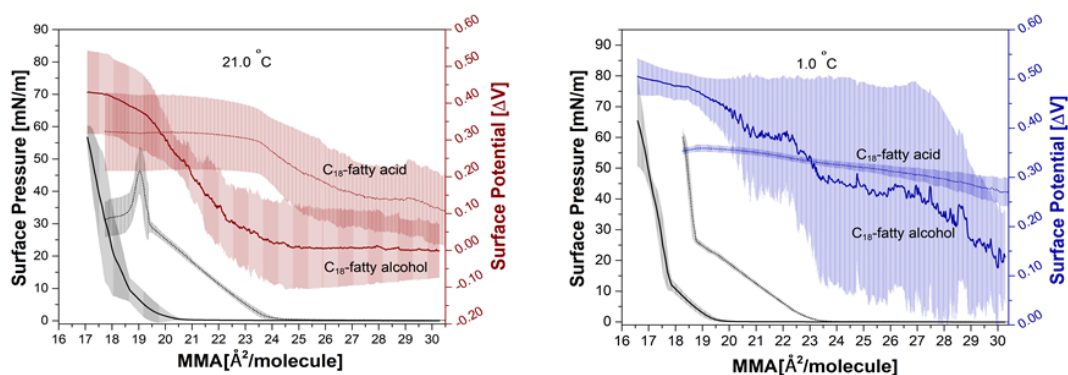 90
80
70
60
50
40
30
20
10
0
Surface Pressure [mN/m]
21.0 °C
C18-fatty acid
C18-fatty alcohol
0.60
0.50
0.40
0.30
0.20
0.10
0.00
-0.10
-0.20
Surface Potential [ΔV]
16 17 18 19 20 21 22 23 24 25 26 27 28 29 30
MMA[Å²/molecule]
90
80
70
60
50
40
30
20
10
0
Surface Pressure [mN/m]
1.0 °C
C18-fatty acid
C18-fatty alcohol
0.60
0.50
0.40
0.30
0.20
0.10
0.00
Surface Potential [ΔV]
16 17 18 19 20 21 22 23 24 25 26 27 28 29 30
MMA[Å²/molecule]